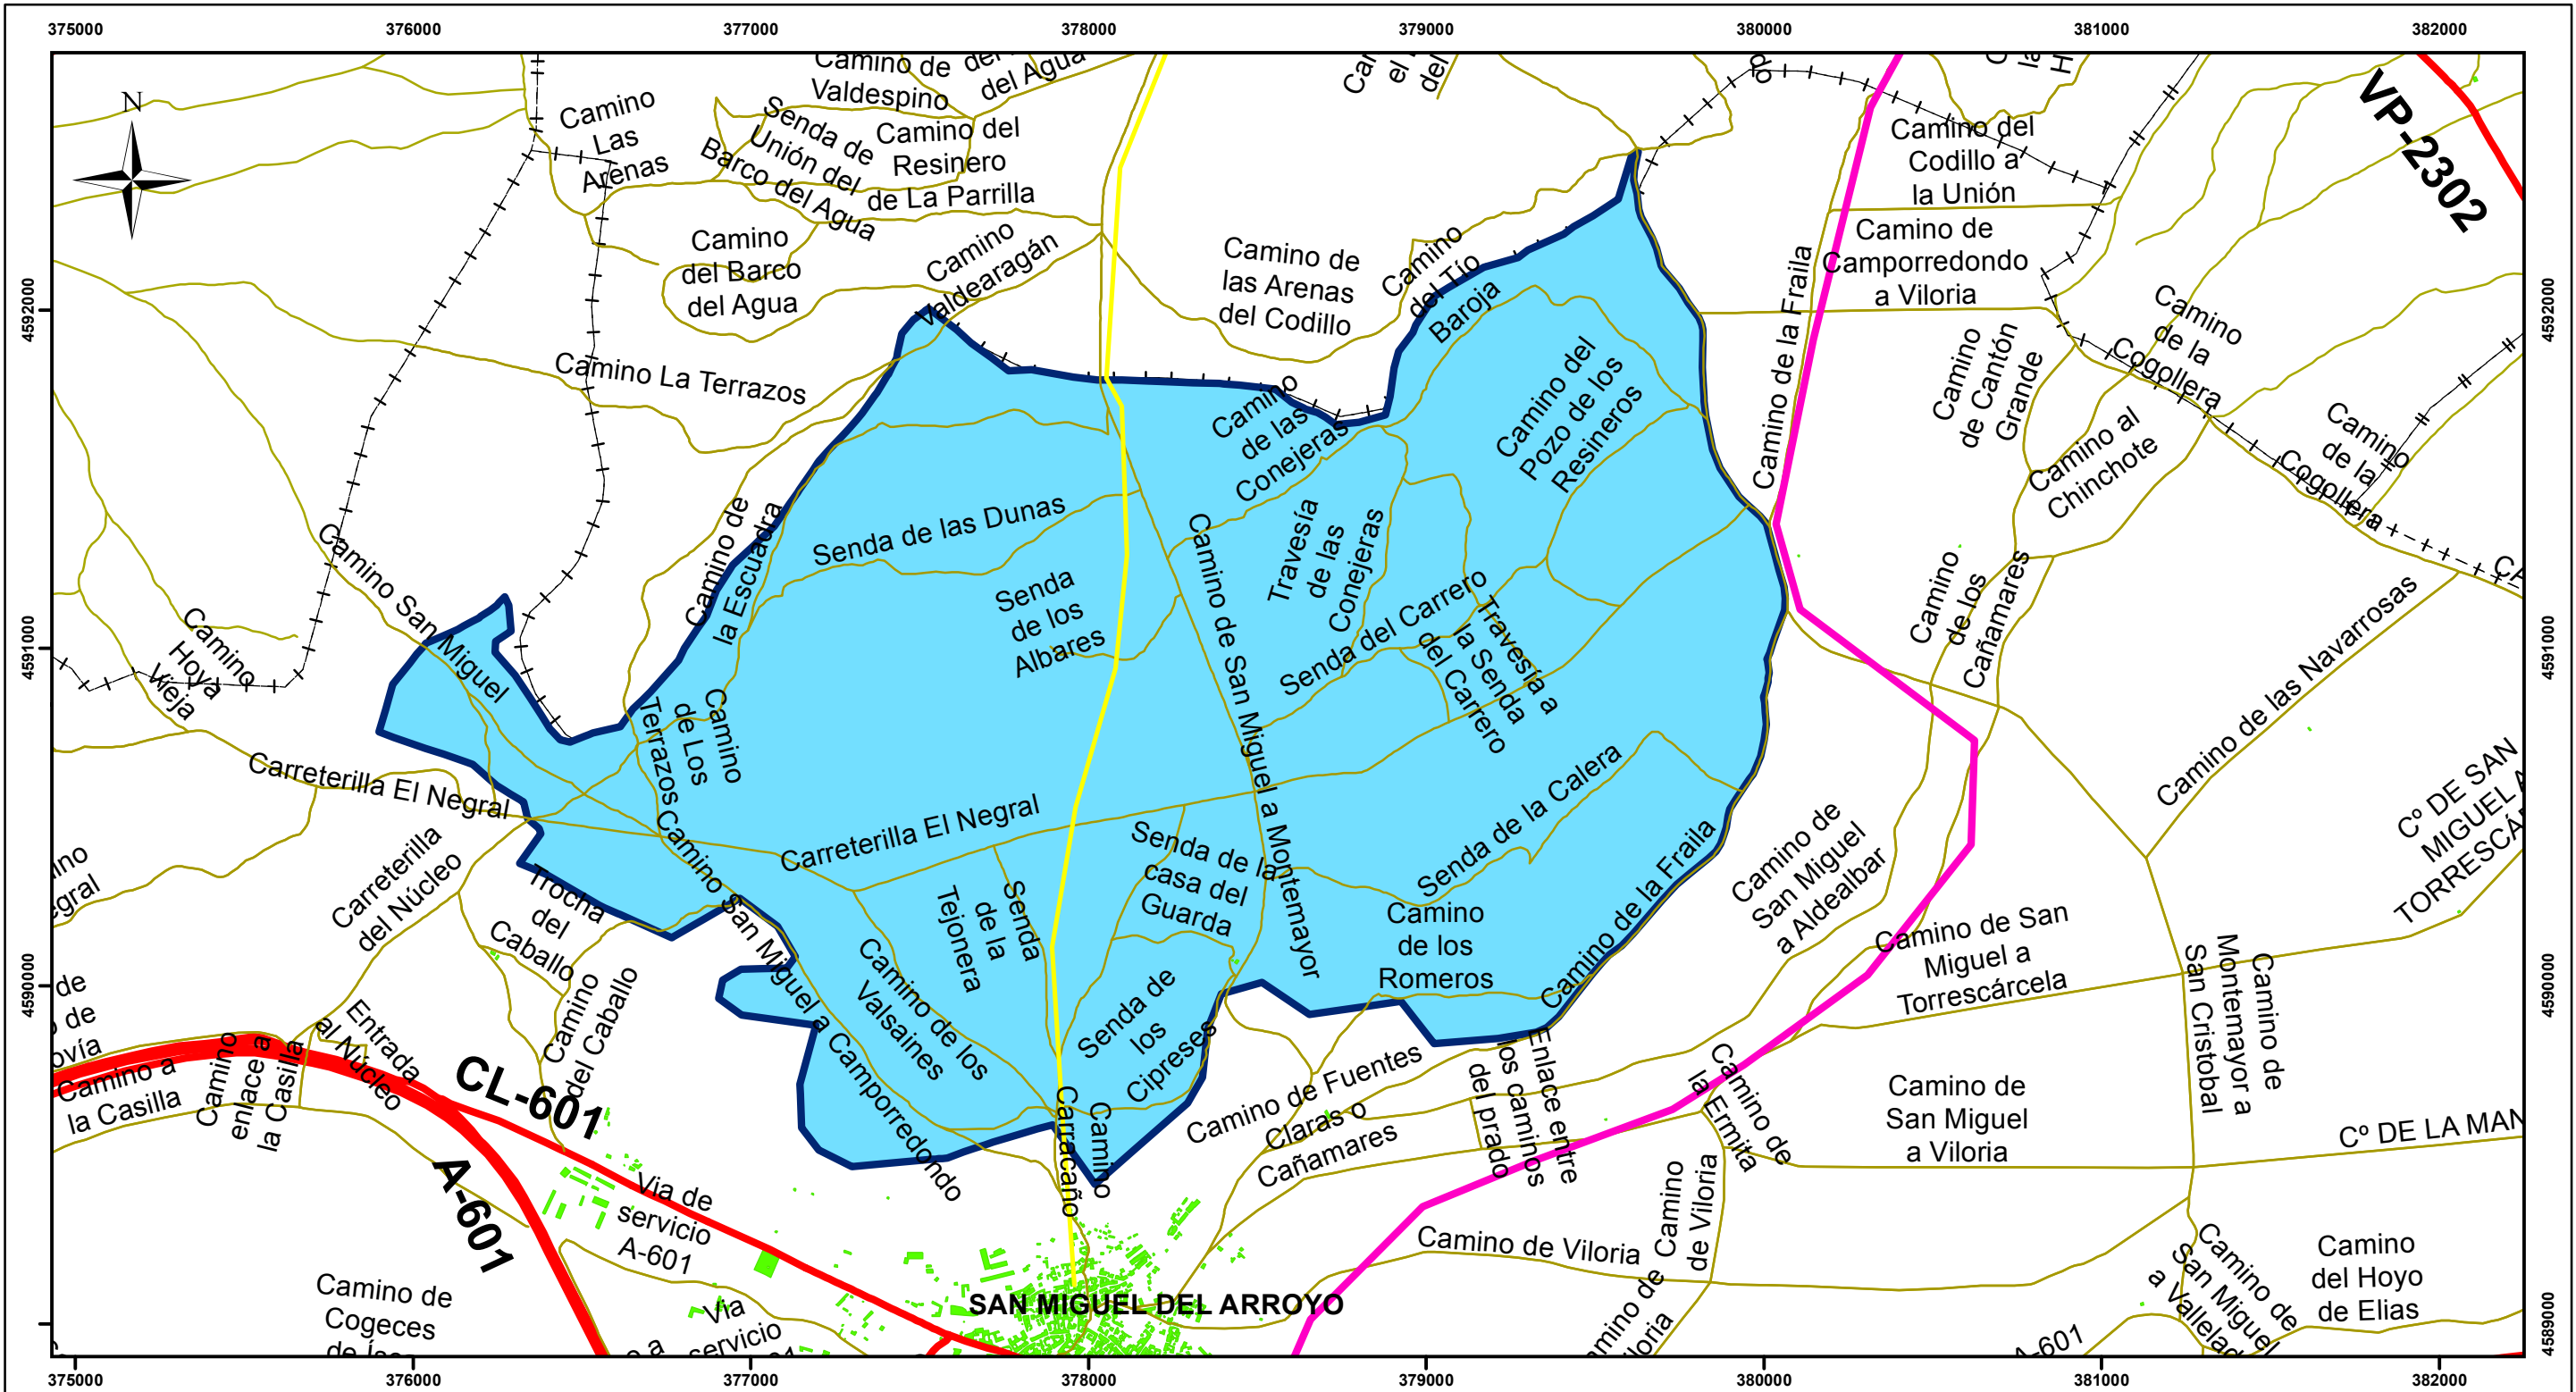 375000
376000
377000
378000
379000
380000
381000
382000
N
Camino de
Valdespino
del Agua
Camino
Las
Arenas
Senda de
Unión del
Barco del Agua
Camino del
Resinero
de La Parrilla
Camino del
Codillo a
la Unión
VP-2302
Camino
del Barco
del Agua
Camino
Valdearagán
Camino de
las Arenas
del Codillo
Camino
del Tío
Baroja
Camino de
Camporredondo
a Viloria
Camino de la Fraila
4592000
4592000
Camino La Terrazos
Camino
de las
Conejeras
Camino del
Pozo de los
Resineros
Camino
de Cantón
Grande
Camino
de la
Cogollera
Camino al
Chinchote
Camino
de la
Cogollera
Camino San Miguel
Camino de
la Escuadra
Senda de las Dunas
Senda
de los
Albares
Camino de San Miguel a Montemayor
Travesía
de las
Conejeras
Senda del Carrero
Travesía a
la Senda
del Carrero
Camino
de los
Cañamares
Camino de las Navarrosas
4591000
4591000
Camino
Hoya
Vieja
Camino
de Los
Terrazos
Carreterilla El Negral
Carreterilla El Negral
Senda de la Calera
Cº DE SAN
MIGUEL A
Carreterilla
del Núcleo
Trocha
del
Caballo
Camino San Miguel a Camporredondo
Senda
de la
Tejonera
Senda de la
casa del
Guarda
Camino
de los
Romeros
Camino de la Fraila
Camino de
San Miguel
a Aldealbar
Camino de San
Miguel a
Torrescárcela
Camino de
Montemayor a
San Cristobal
4590000
4590000
Camino
del Caballo
Camino de los
Valsaines
Senda de
los
Cipreses
Entrada
al Núcleo
Camino a
la Casilla
Camino
enlace a
la Casilla
CL-601
A-601
Camino
Carracaño
Camino de Fuentes
Claras o
Cañamares
Enlace entre
los caminos
del prado
Camino de
la Ermita
Camino de
San Miguel
a Viloria
Cº DE LA MAN
Via de
servicio
A-601
Camino de Viloria
Camino
de Viloria
Camino de
San Miguel
Camino
del Hoyo
de Elias
Camino de
Cogeces
Via
servicio
SAN MIGUEL DEL ARROYO
4589000
375000
376000
377000
378000
379000
380000
381000
382000